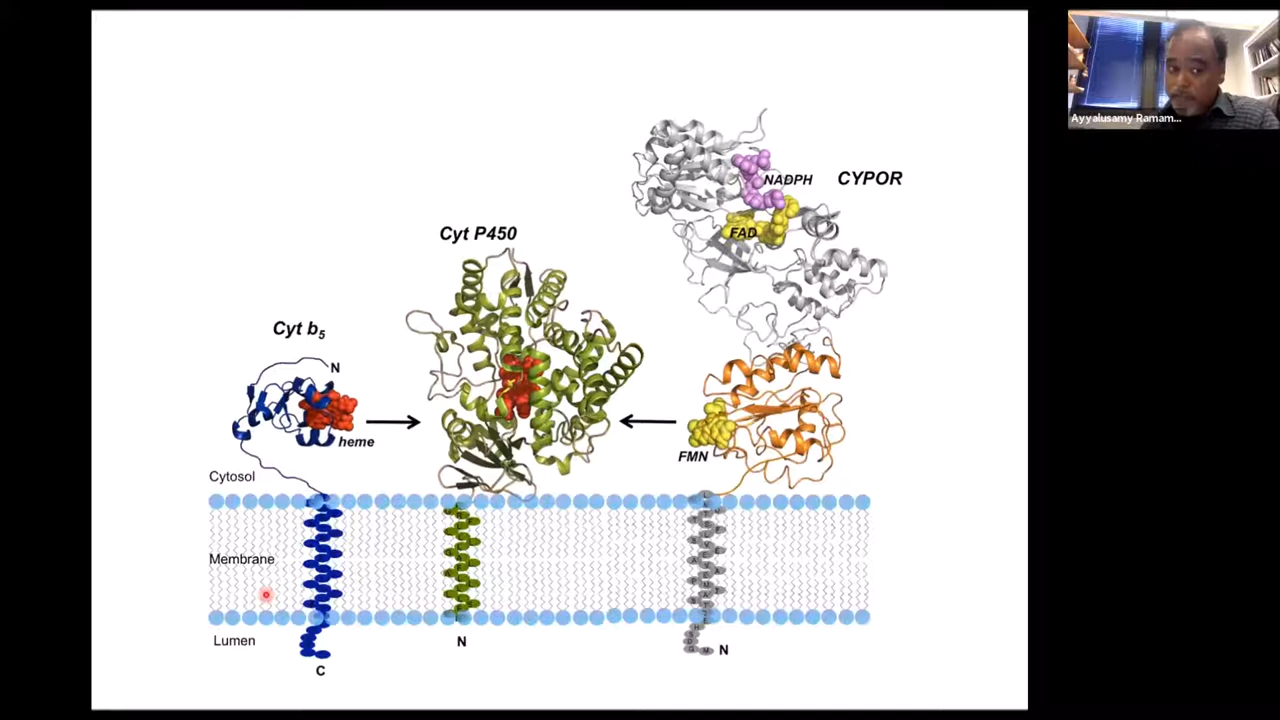 Ayyalusamy Ramam...
NADPH
CYPOR
FAD
Cyt P450
Cyt b5
N
heme
FMN
Cytosol
Membrane
Lumen
N
N
C